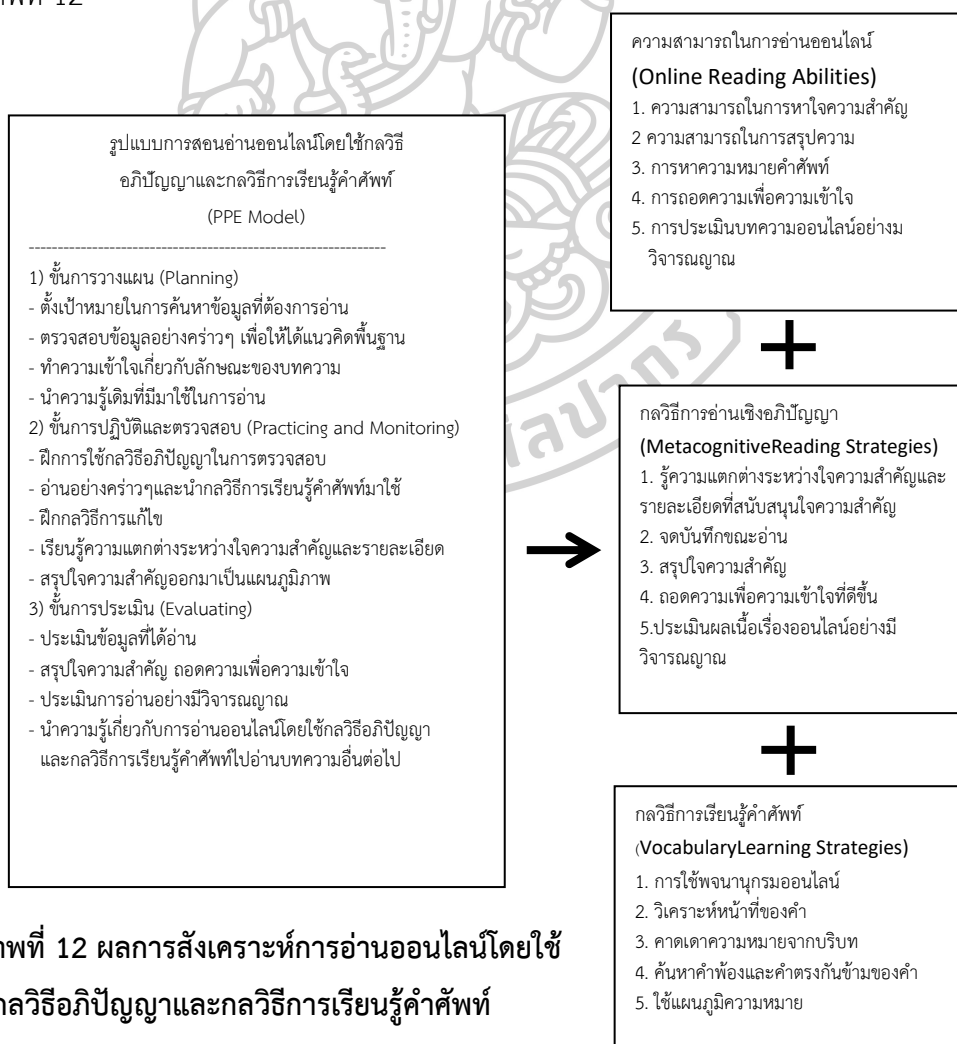 พที่ 12
รูปแบบการสอนอ่านออนไลน์โดยใช้กลวิธี
อภิปัญญาและกลวิธีการเรียนรู้คำศัพท์
(PPE Model)
--------------------------------------------------------------
1) ขั้นการวางแผน (Planning)
- ตั้งเป้าหมายในการค้นหาข้อมูลที่ต้องการอ่าน
- ตรวจสอบข้อมูลอย่างคร่าวๆ เพื่อให้ได้แนวคิดพื้นฐาน
- ทำความเข้าใจเกี่ยวกับลักษณะของบทความ
- นำความรู้เดิมที่มีมาใช้ในการอ่าน
2) ขั้นการปฏิบัติและตรวจสอบ (Practicing and Monitoring)
- ฝึกการใช้กลวิธีอภิปัญญาในการตรวจสอบ
- อ่านอย่างคร่าวๆและนำกลวิธีการเรียนรู้คำศัพท์มาใช้
- ฝึกกลวิธีการแก้ไข
- เรียนรู้ความแตกต่างระหว่างใจความสำคัญและรายละเอียด
- สรุปใจความสำคัญออกมาเป็นแผนภูมิภาพ
3) ขั้นการประเมิน (Evaluating)
- ประเมินข้อมูลที่ได้อ่าน
- สรุปใจความสำคัญ ถอดความเพื่อความเข้าใจ
- ประเมินการอ่านอย่างมีวิจารณญาณ
- นำความรู้เกี่ยวกับการอ่านออนไลน์โดยใช้กลวิธีอภิปัญญา
และกลวิธีการเรียนรู้คำศัพท์ไปอ่านบทความอื่นต่อไป
ความสามารถในการอ่านออนไลน์
(Online Reading Abilities)
1. ความสามารถในการหาใจความสำคัญ
2 ความสามารถในการสรุปความ
3. การหาความหมายคำศัพท์
4. การถอดความเพื่อความเข้าใจ
5. การประเมินบทความออนไลน์อย่างม
วิจารณญาณ
+
กลวิธีการอ่านเชิงอภิปัญญา
(MetacognitiveReading Strategies)
1. รู้ความแตกต่างระหว่างใจความสำคัญและ
รายละเอียดที่สนับสนุนใจความสำคัญ
2. จดบันทึกขณะอ่าน
3. สรุปใจความสำคัญ
4. ถอดความเพื่อความเข้าใจที่ดีขึ้น
5.ประเมินผลเนื้อเรื่องออนไลน์อย่างมี
วิจารณญาณ
+
กลวิธีการเรียนรู้คำศัพท์
(VocabularyLearning Strategies)
1. การใช้พจนานุกรมออนไลน์
2. วิเคราะห์หน้าที่ของคำ
3. คาดเดาความหมายจากบริบท
4. ค้นหาคำพ้องและคำตรงกันข้ามของคำ
5. ใช้แผนภูมิความหมาย
าพที่ 12 ผลการสังเคราะห์การอ่านออนไลน์โดยใช้
กลวิธีอภิปัญญาและกลวิธีการเรียนรู้คำศัพท์